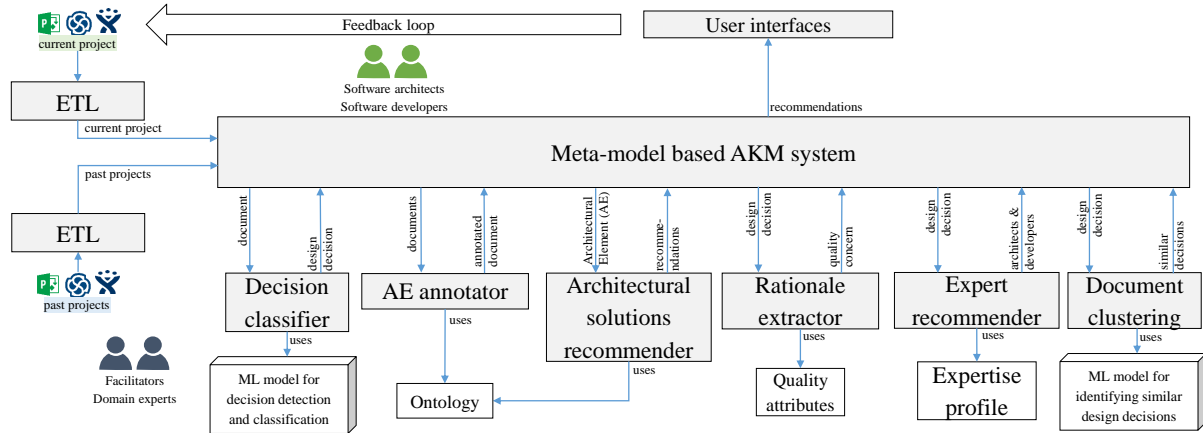 Feedback loop
User interfaces
current project
Software architects
Software developers
ETL
recommendations
current project
Meta-model based AKM system
past projects
ETL
past projects
document
design
decision
documents
annotated
document
Architectural
Element (AE)
recomme-
ndations
design
decision
quality
concern
design
decision
architects &
developers
design
decision
similar
decisions
Decision
classifier
AE annotator
Architectural
solutions
recommender
Rationale
extractor
Expert
recommender
Document
clustering
uses
uses
uses
uses
uses
uses
Facilitators
Domain experts
ML model for
decision detection
and classification
Ontology
Quality
attributes
Expertise
profile
ML model for
identifying similar
design decisions